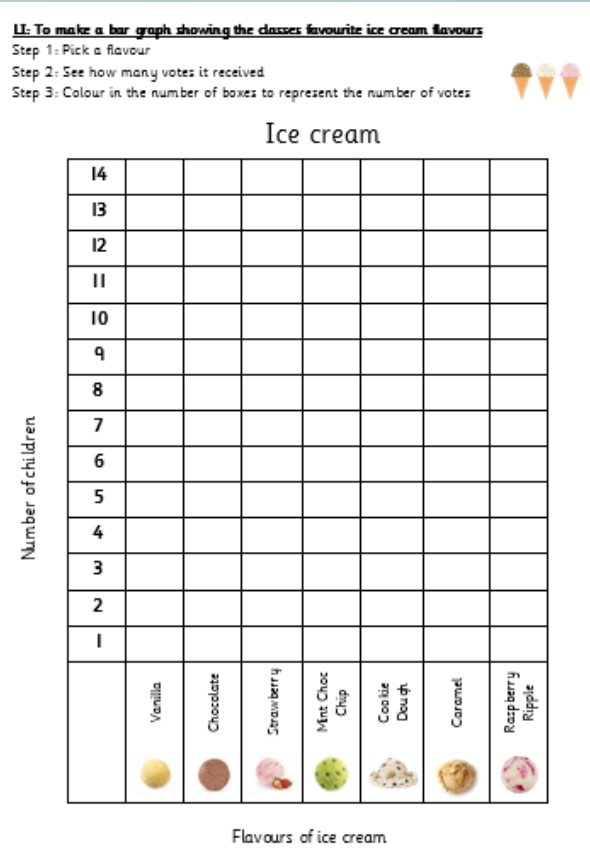 LI: To make a bar graph showing the classes favourite ice cream flavours
Step 1: Pick a flavour
Step 2: See how many votes it received
Step 3: Colour in the number of boxes to represent the number of votes
Ice cream
14
13
12
11
10
9
8
7
6
5
4
3
2
1
Number of children
Vanilla
Chocolate
Strawberry
Mint Choc
Chip
Cookie
Dough
Caramel
Raspberry
Ripple
Flavours of ice cream